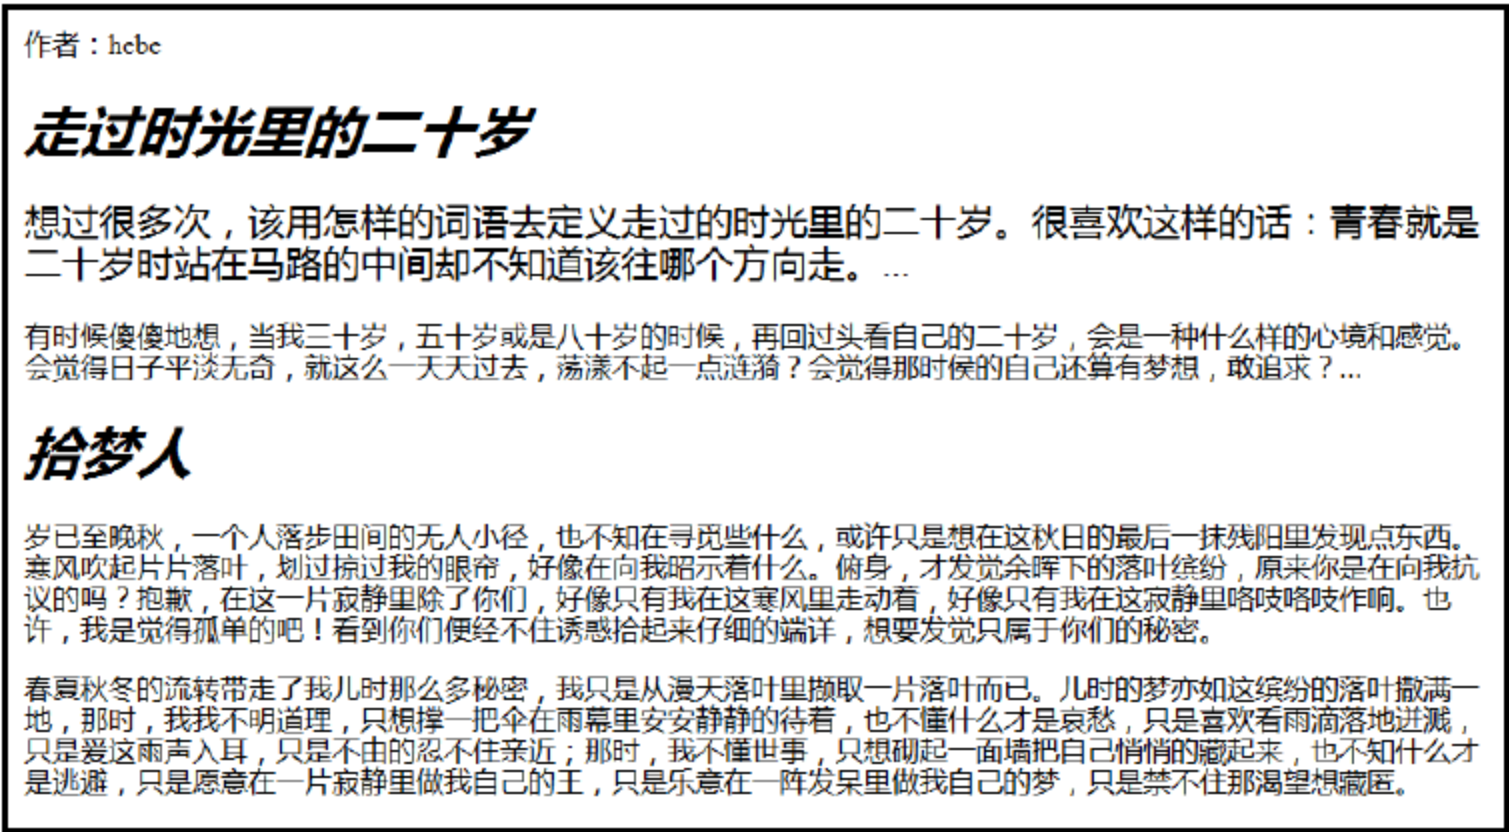 作者：hebe
走过时光里的二十岁
想过很多次，该用怎样的词语去定义走过的时光里的二十岁。很喜欢这样的话：青春就是
二十岁时站在马路的中间却不知道该往哪个方向走。...
有时候傻傻地想，当我三十岁，五十岁或是八十岁的时候，再回过头看自己的二十岁，会是一种什么样的心境和感觉。
会觉得日子平淡无奇，就这么一天天过去，荡漾不起一点涟漪？会觉得那时侯的自己还算有梦想，敢追求？...
拾梦人
岁已至晚秋，一个人落步田间的无人小径，也不知在寻觅些什么，或许只是想在这秋日的最后一抹残阳里发现点东西。
寒风吹起片片落叶，划过掠过我的眼帘，好像在向我昭示着什么。俯身，才发觉余晖下的落叶缤纷，原来你是在向我抗
议的吗？抱歉，在这一片寂静里除了你们，好像只有我在这寒风里走动着，好像只有我在这寂静里咯吱咯吱作响。也
许，我是觉得孤单的吧！看到你们便经不住诱惑拾起来仔细的端详，想要发觉只属于你们的秘密。
春夏秋冬的流转带走了我儿时那么多秘密，我只是从漫天落叶里撷取一片落叶而已。儿时的梦亦如这缤纷的落叶撒满一
地，那时，我我不明道理，只想撑一把伞在雨幕里安安静静的待着，也不懂什么才是哀愁，只是喜欢看雨滴落地迸溅，
只是爱这雨声入耳，只是不由的忍不住亲近；那时，我不懂世事，只想砌起一面墙把自己悄悄的藏起来，也不知什么才
是逃避，只是愿意在一片寂静里做我自己的王，只是乐意在一阵发呆里做我自己的梦，只是禁不住那渴望想藏匿。